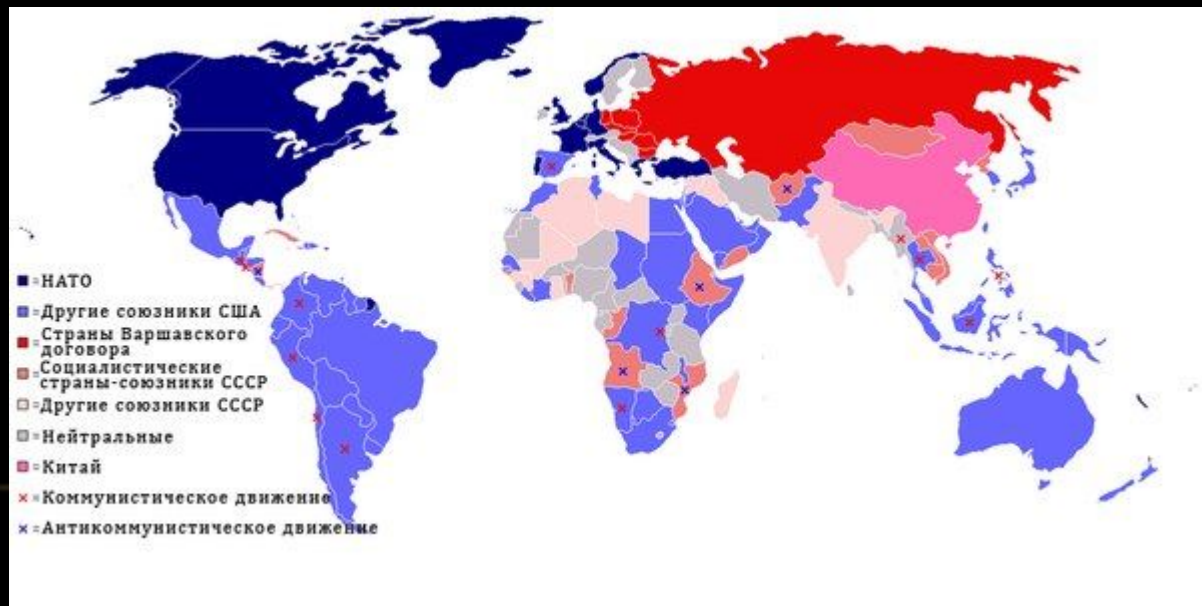 =НАТО
=Другие союзники США
=Страны Варшавского
договора
=Социалистические
страны-союзники СССР
=Другие союзники СССР
=Нейтральные
=Китай
× =Коммунистическое движение
× =Антикоммунистическое движение